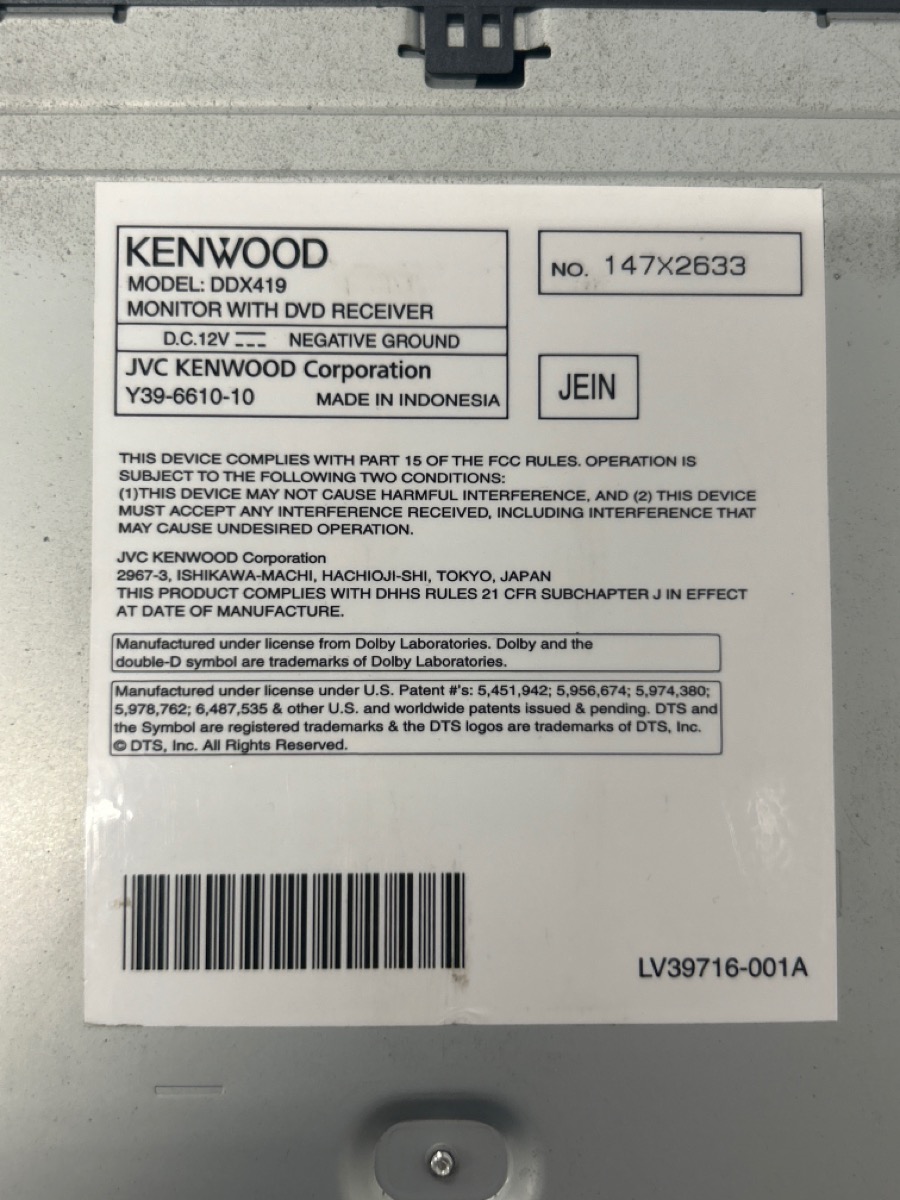 KENWOOD
MODEL: DDX419
MONITOR WITH DVD RECEIVER
D.C.12V NEGATIVE GROUND
JVC KENWOOD Corporation
Y39-6610-10 MADE IN INDONESIA
NO. 147X2633
JEIN
THIS DEVICE COMPLIES WITH PART 15 OF THE FCC RULES. OPERATION IS
SUBJECT TO THE FOLLOWING TWO CONDITIONS:
(1)THIS DEVICE MAY NOT CAUSE HARMFUL INTERFERENCE, AND (2) THIS DEVICE
MUST ACCEPT ANY INTERFERENCE RECEIVED, INCLUDING INTERFERENCE THAT
MAY CAUSE UNDESIRED OPERATION.
JVC KENWOOD Corporation
2967-3, ISHIKAWA-MACHI, HACHIOJI-SHI, TOKYO, JAPAN
THIS PRODUCT COMPLIES WITH DHHS RULES 21 CFR SUBCHAPTER J IN EFFECT
AT DATE OF MANUFACTURE.
Manufactured under license from Dolby Laboratories. Dolby and the
double-D symbol are trademarks of Dolby Laboratories.
Manufactured under license under U.S. Patent #'s: 5,451,942; 5,956,674; 5,974,380;
5,978,762; 6,487,535 & other U.S. and worldwide patents issued & pending. DTS and
the Symbol are registered trademarks & the DTS logos are trademarks of DTS, Inc.
© DTS, Inc. All Rights Reserved.
LV39716-001A